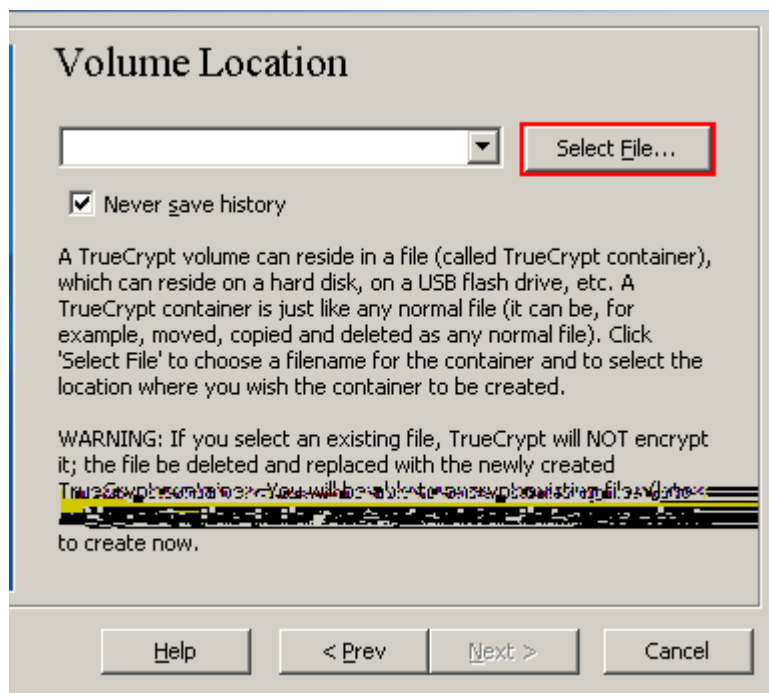 Volume Location
Select File...
Never save history
A TrueCrypt volume can reside in a file (called TrueCrypt container),
which can reside on a hard disk, on a USB flash drive, etc. A
TrueCrypt container is just like any normal file (it can be, for
example, moved, copied and deleted as any normal file). Click
'Select File' to choose a filename for the container and to select the
location where you wish the container to be created.
WARNING: If you select an existing file, TrueCrypt will NOT encrypt
it; the file be deleted and replaced with the newly created
to create now.
Help
< Prev
Next >
Cancel